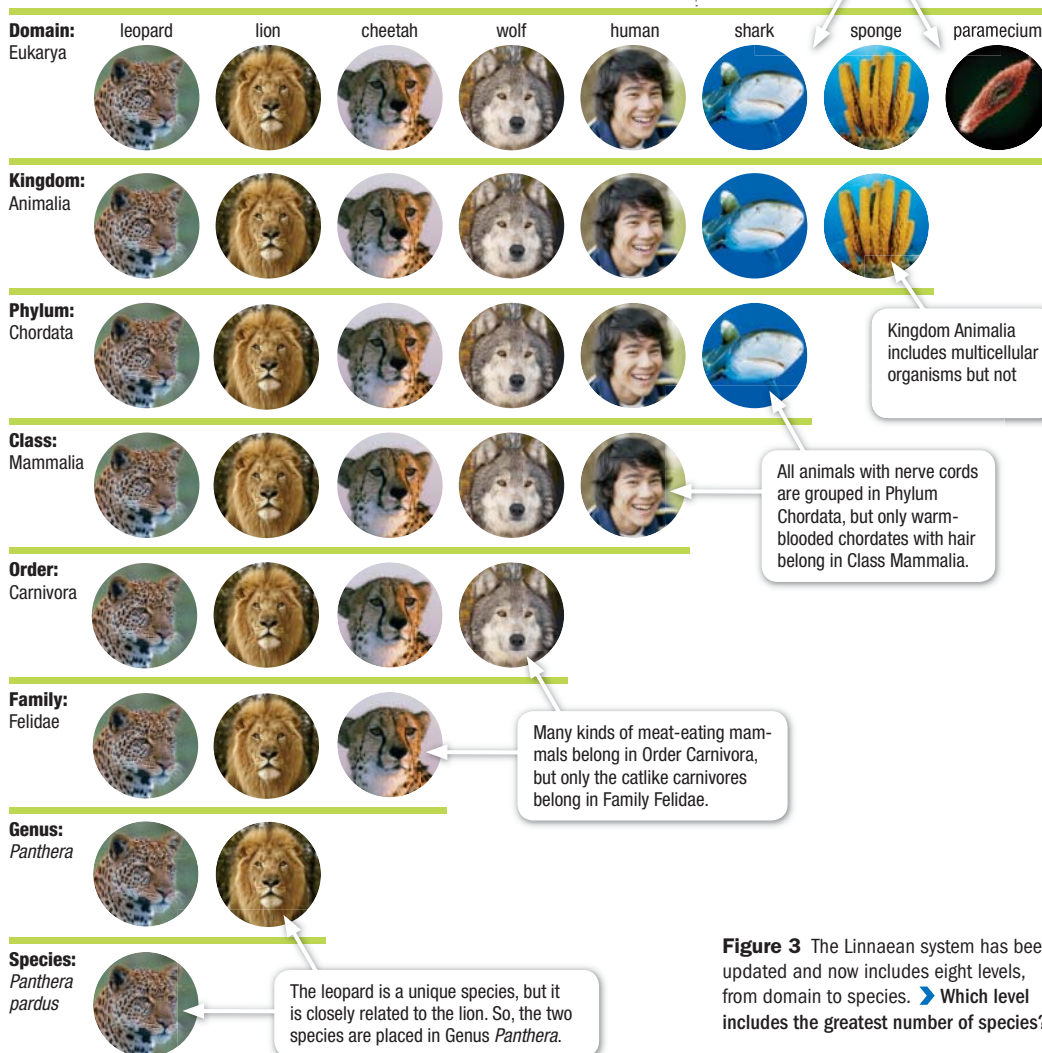 Domain:
Eukarya
leopard
lion
cheetah
wolf
human
shark
sponge
paramecium
Kingdom:
Animalia
Phylum:
Chordata
Kingdom Animalia
includes multicellular
organisms but not
Class:
Mammalia
All animals with nerve cords
are grouped in Phylum
Chordata, but only warm-
blooded chordates with hair
belong in Class Mammalia.
Order:
Carnivora
Family:
Felidae
Many kinds of meat-eating mam-
mals belong in Order Carnivora,
but only the catlike carnivores
belong in Family Felidae.
Genus:
Panthera
Species:
Panthera
pardus
The leopard is a unique species, but it
is closely related to the lion. So, the two
species are placed in Genus Panthera.
Figure 3 The Linnaean system has bee
updated and now includes eight levels,
from domain to species. ❯ Which level
includes the greatest number of species?